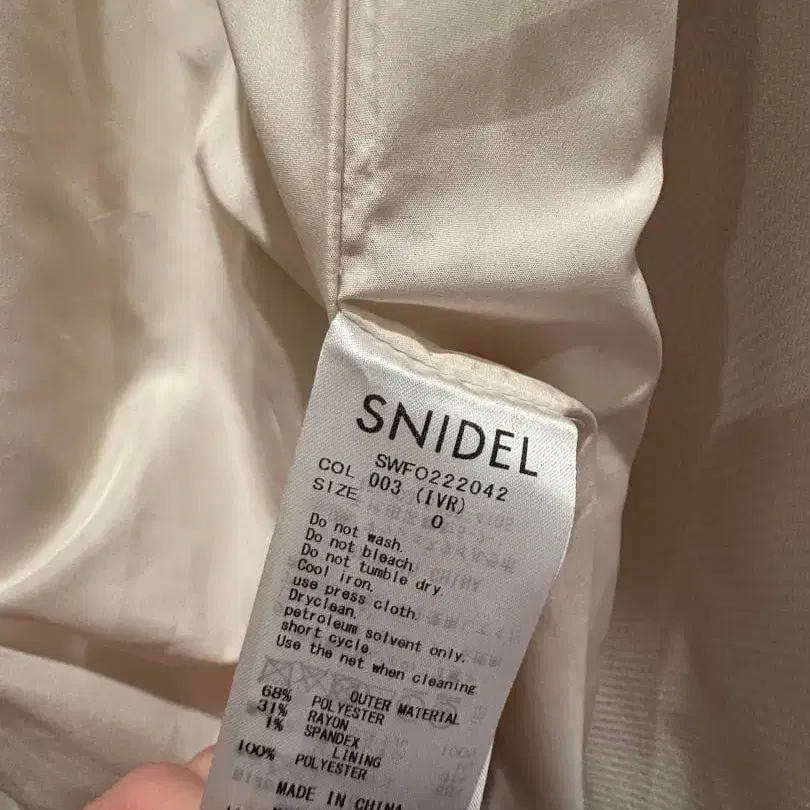 SNIDEL
SWFO222042
COL 003 (IVR)
SIZE 0
Do not wash.
Do not bleach.
Do not tumble dry.
Cool iron.
use press cloth.
Dryclean.
petroleum solvent only.
short cycle.
Use the net when cleaning.
OUTER MATERIAL
68% POLYESTER
31% RAYON
1% SPANDEX
LINING
100% POLYESTER
MADE IN CHINA